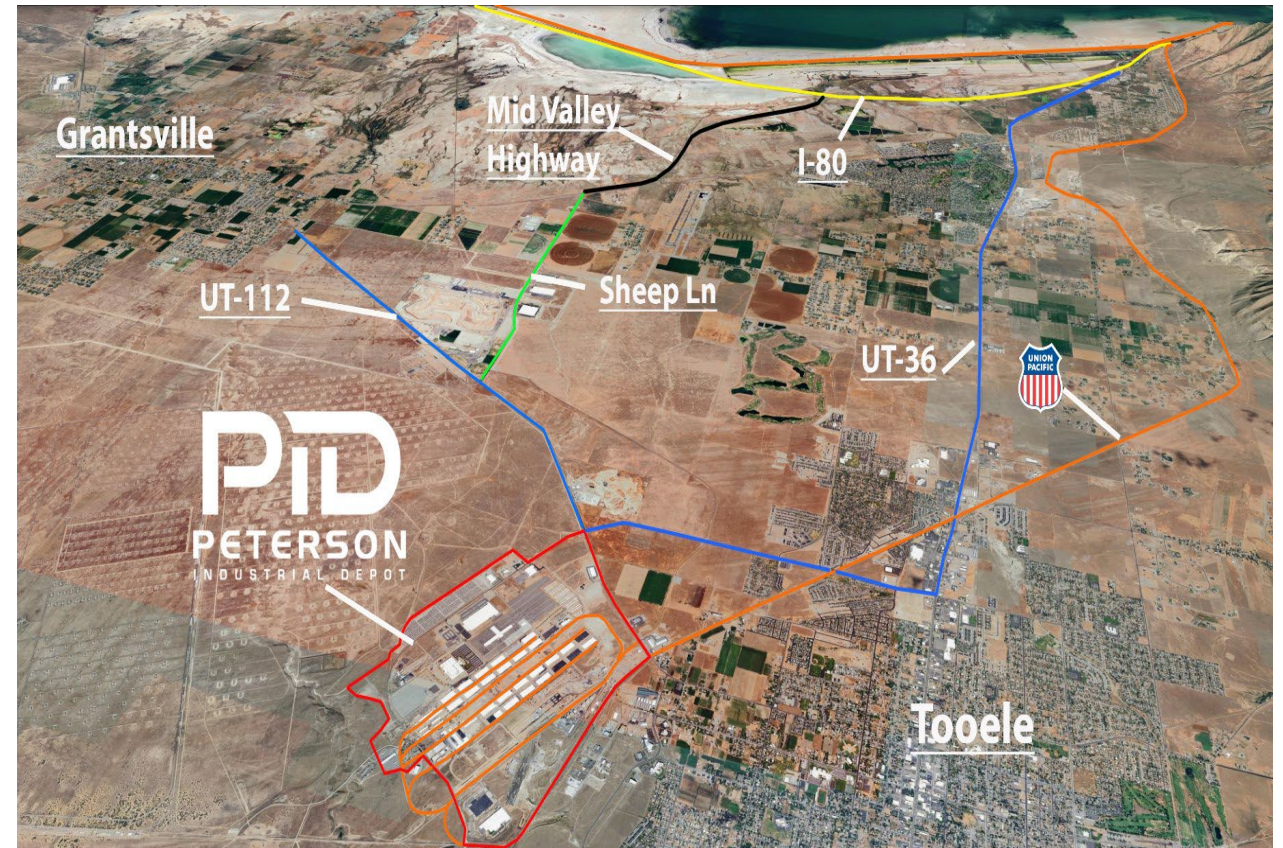 Mid Valley
Highway
Grantsville
I-80
UT-112
Sheep Ln
UT-36
UNION
PACIFIC
PID
PETERSON
INDUSTRIAL DEPOT
Tooele